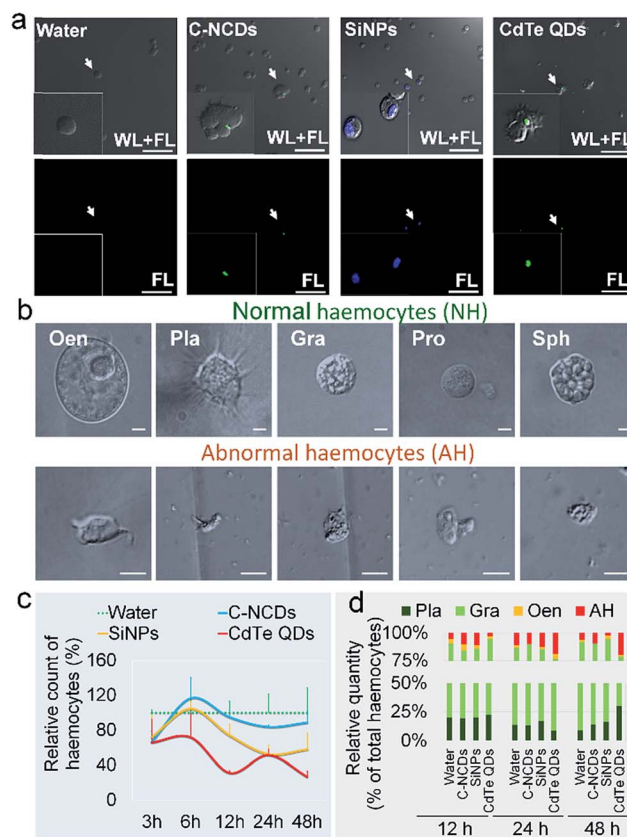 a
Water
C-NCDs
SiNPs
CdTe QDs
WL+FL
WL+FL
WL+FL
WL+FL
FL
FL
FL
FL
b
Normal haemocytes (NH)
Oen
Pla
Gra
Pro
Sph
Abnormal haemocytes (AH)
c
Water
C-NCDs
SiNPs
CdTe QDs
Relative count of
haemocytes (%)
160
120
80
40
0
3h
6h
12h
24h
48h
d
Pla
Gra
Oen
AH
Relative quantity
(% of total haemocytes)
100%
75%
50%
25%
0%
Water
C-NCDs
SiNPs
CdTe QDs
Water
C-NCDs
SiNPs
CdTe QDs
Water
C-NCDs
SiNPs
CdTe QDs
12 h
24 h
48 h